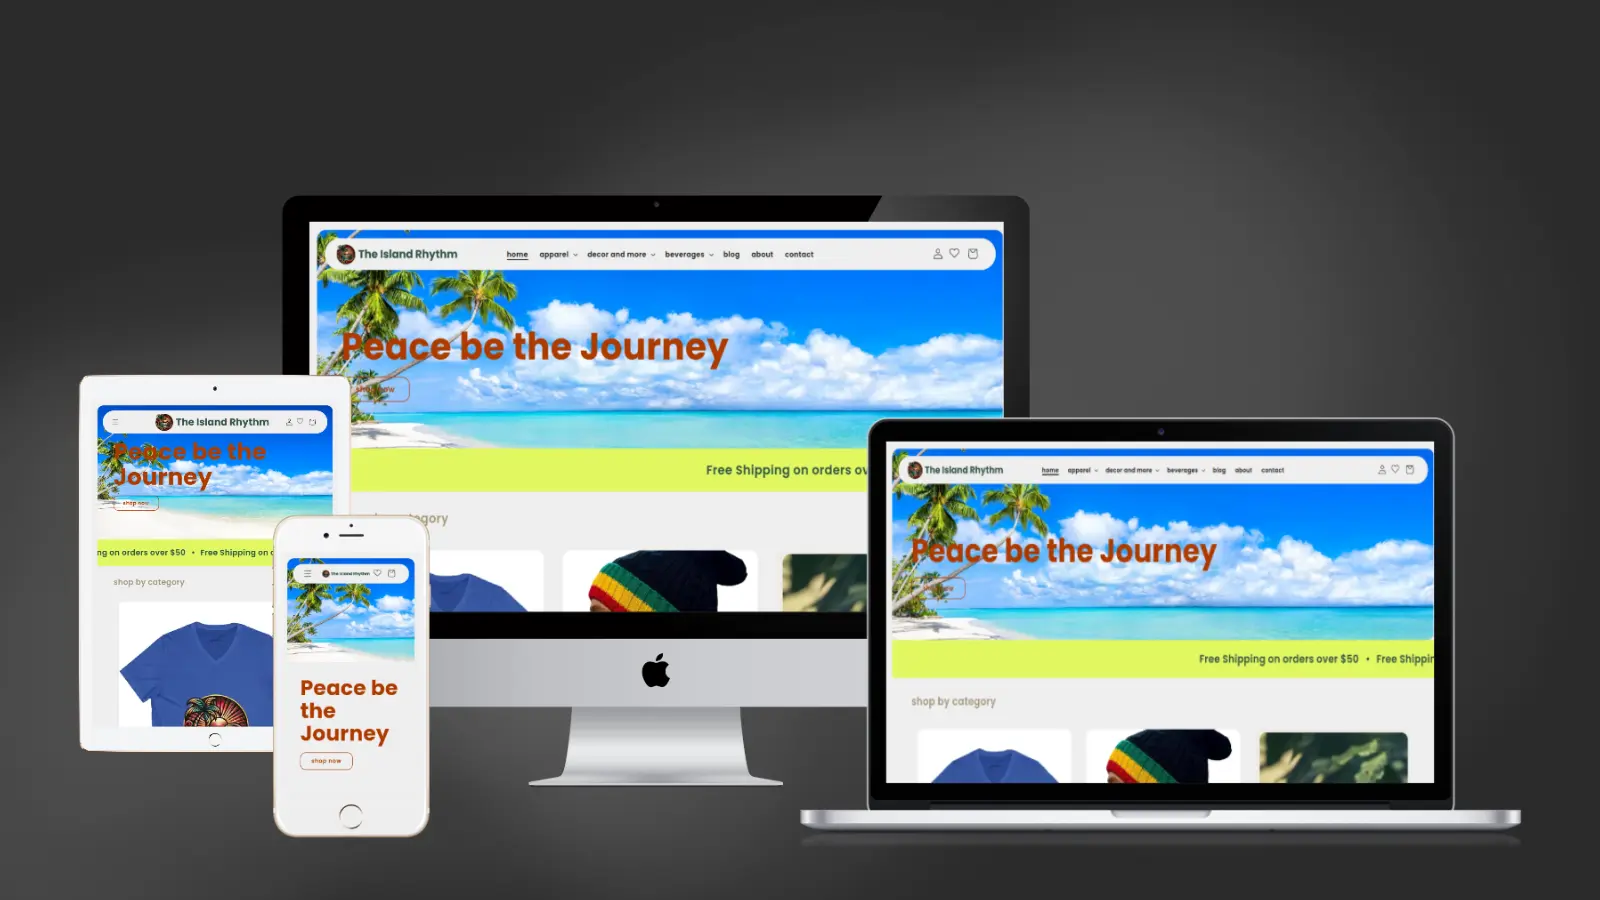 The Island Rhythm
home apparel decor and more beverages blog about contact
Peace be the Journey
shop now
Free Shipping on orders ov
tegory
The Island Rhythm
Peace be the
Journey
shop now
ng on orders over $50 • Free Shipping on o
shop by category
The Island Rhythm
Peace be
the
Journey
shop now
The Island Rhythm
home apparel decor and more beverages blog about contact
Peace be the Journey
Free Shipping on orders over $50 • Free Shippin
shop by category